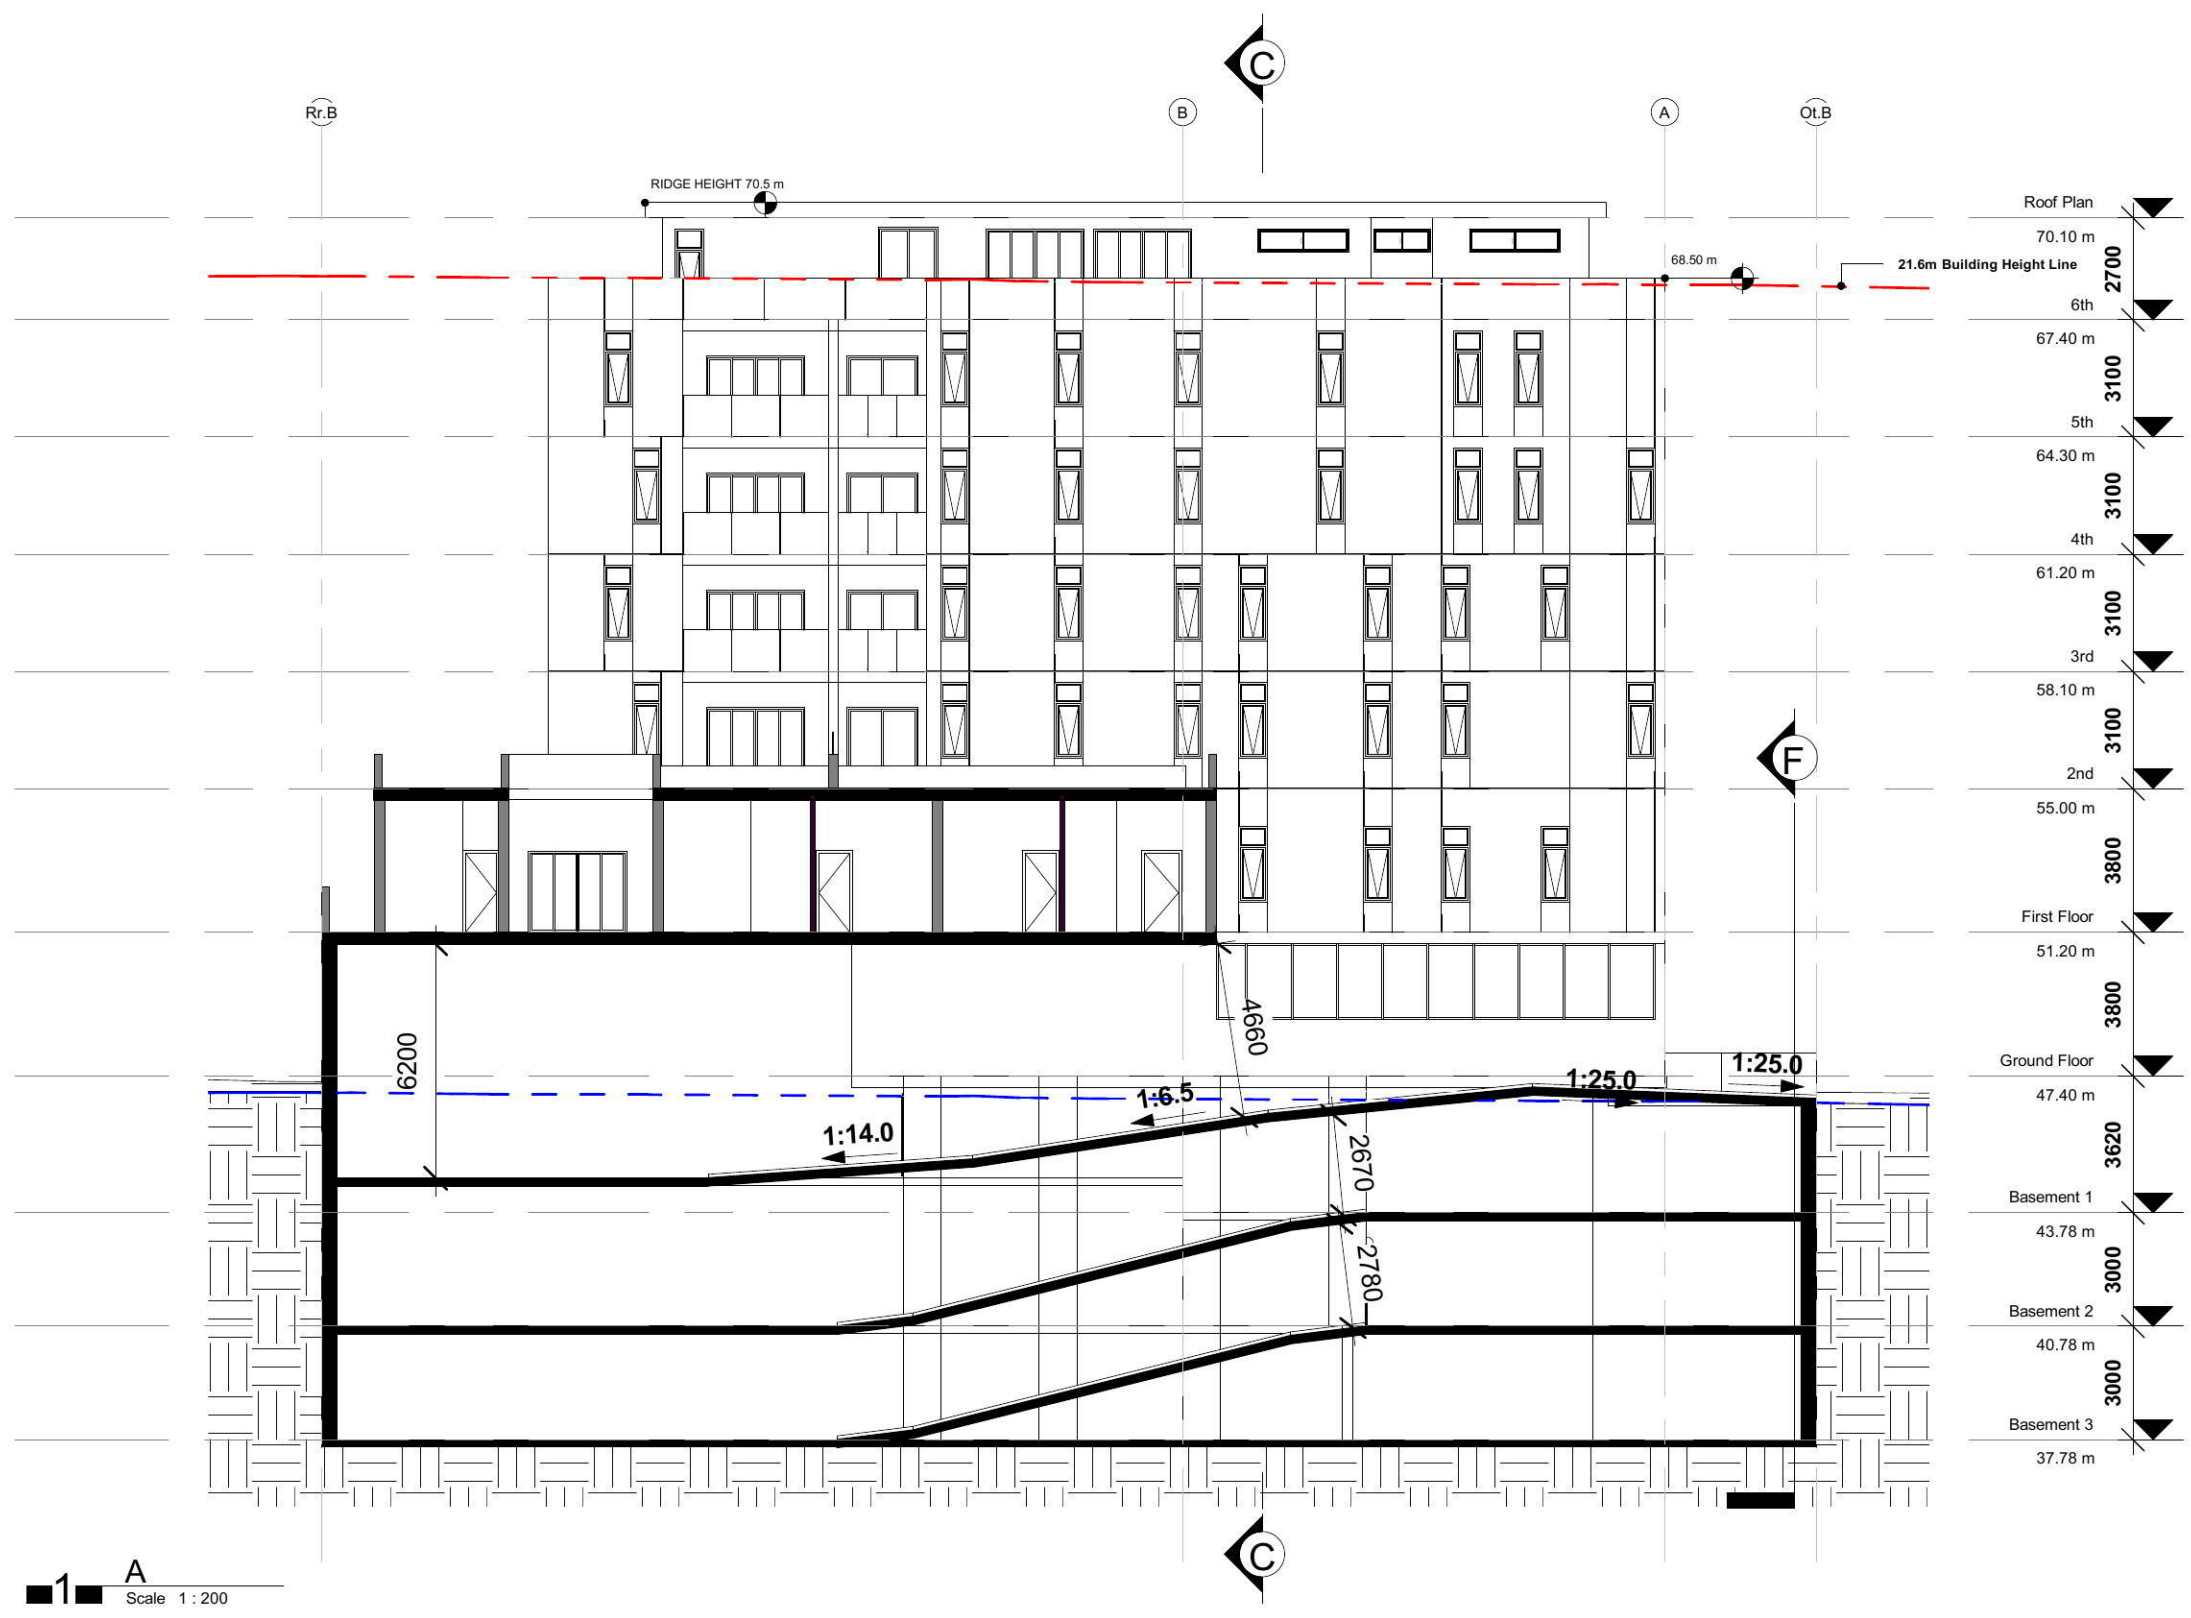 C
Rr.B
B
A
Ot.B
RIDGE HEIGHT 70.5 m
Roof Plan
70.10 m
68.50 m
21.6m Building Height Line
2700
6th
67.40 m
3100
5th
64.30 m
3100
4th
61.20 m
3100
3rd
58.10 m
3100
F
2nd
55.00 m
3800
First Floor
51.20 m
6200
4660
3800
Ground Floor
47.40 m
1:25.0
1:25.0
1:6.5
1:14.0
2670
3620
Basement 1
43.78 m
2780
3000
Basement 2
40.78 m
3000
Basement 3
37.78 m
C
1
A
Scale 1 : 200